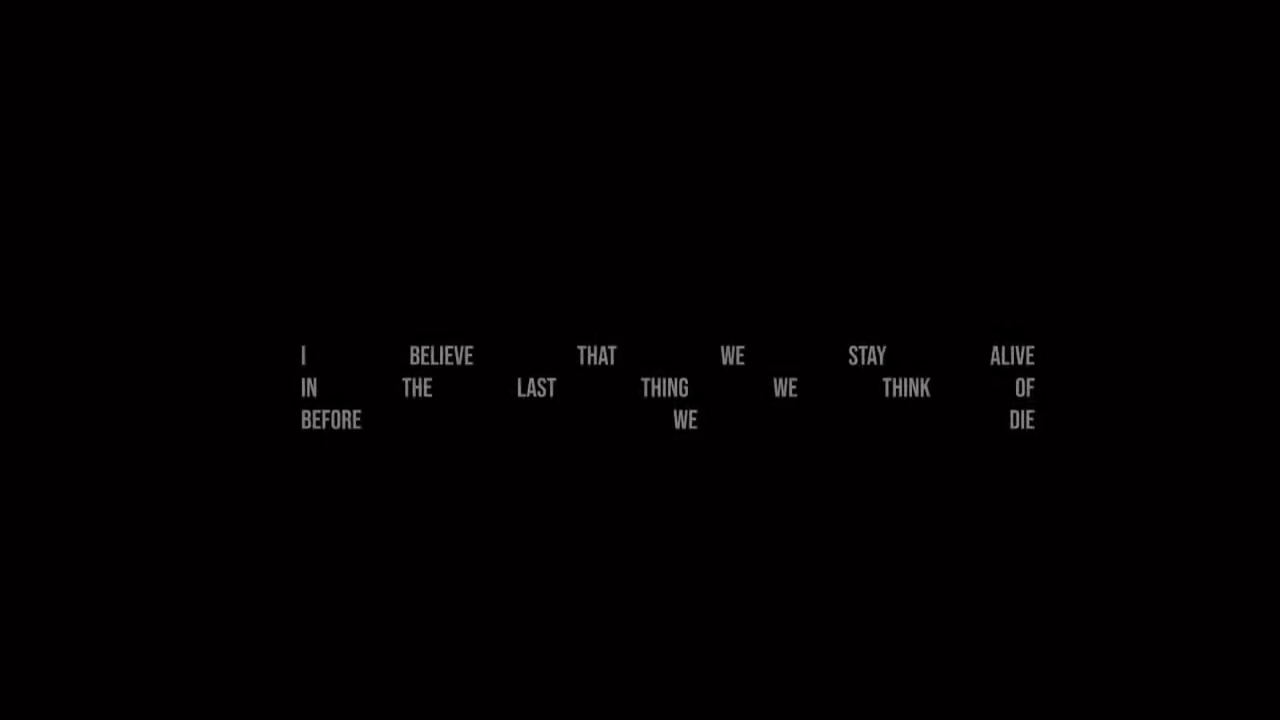 I BELIEVE THAT WE STAY ALIVE
IN THE LAST THING WE THINK OF
BEFORE WE DIE